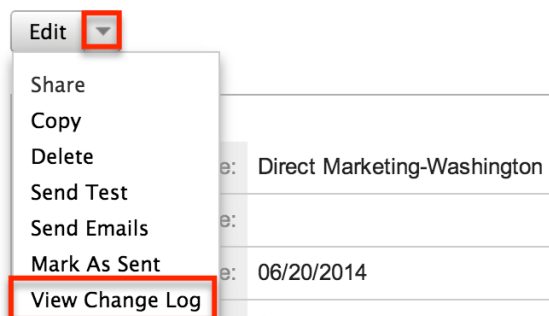 Edit
Share
Copy
Delete
e: Direct Marketing-Washington
Send Test
Send Emails
e:
Mark As Sent
e: 06/20/2014
View Change Log